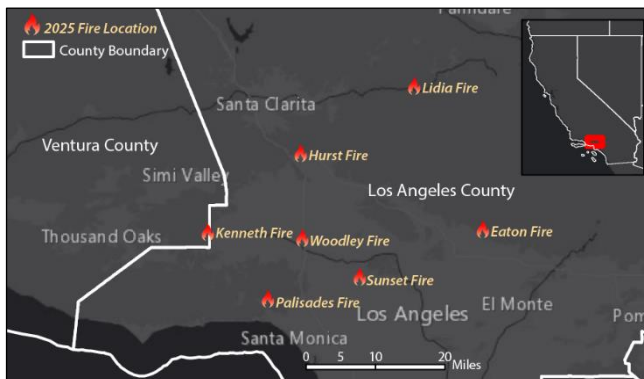 Palmdale
2025 Fire Location
County Boundary
Lidia Fire
Santa Clarita
Ventura County
Hurst Fire
Simi Valley
Los Angeles County
Thousand Oaks
Kenneth Fire
Woodley Fire
Eaton Fire
Sunset Fire
Palisades Fire
El Monte
Los Angeles
Pom
Santa Monica
0 5 10 20
Miles